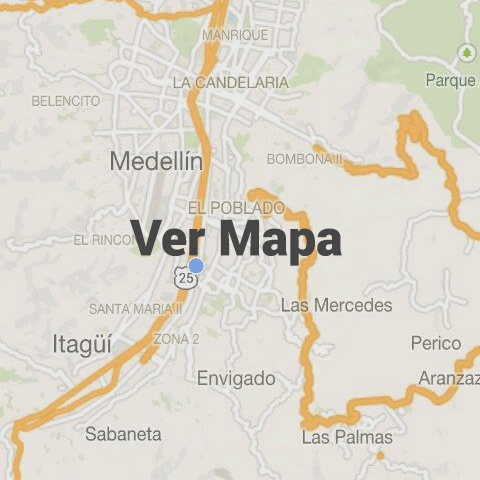 MANRIQUE
LA CANDELARIA
Parque
BELENCITO
Medellín
BOMBONA II
EL POBLADO
EL RINCON
Ver Mapa
25
SANTA MARIA II
Las Mercedes
ZONA 2
Itagüí
Perico
Envigado
Aranzaz
Sabaneta
Las Palmas